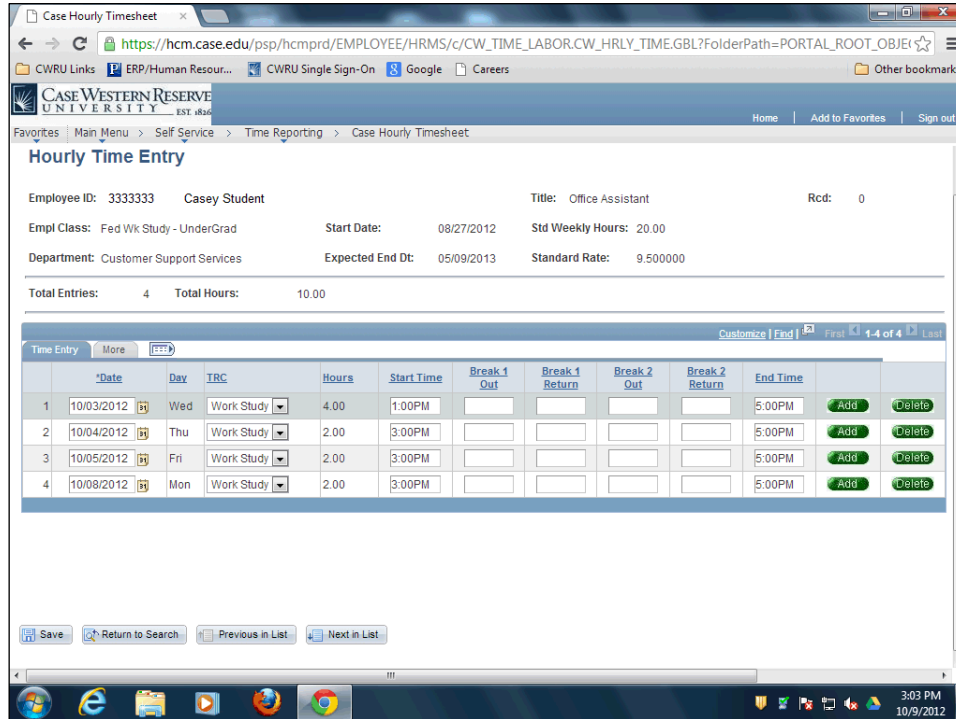 Case Hourly Timesheet
https://hcm.case.edu/psp/hcmprd/EMPLOYEE/HRMS/c/CW_TIME_LABOR.CW_HRLY_TIME.GBL?FolderPath=PORTAL_ROOT_OBJE
CWRU Links ERP/Human Resour... CWRU Single Sign-On Google Careers Other bookmark
CASE WESTERN RESERVE
UNIVERSITY EST. 1826
Home | Add to Favorites | Sign out
Favorites Main Menu > Self Service > Time Reporting > Case Hourly Timesheet
Hourly Time Entry
Employee ID: 3333333 Casey Student Title: Office Assistant Rcd: 0
Empl Class: Fed Wk Study - UnderGrad Start Date: 08/27/2012 Std Weekly Hours: 20.00
Department: Customer Support Services Expected End Dt: 05/09/2013 Standard Rate: 9.500000
Total Entries: 4 Total Hours: 10.00
Customize | Find | First 1-4 of 4 Last
Time Entry More
*Date Day TRC Hours Start Time Break 1 Out Break 1 Return Break 2 Out Break 2 Return End Time
1 10/03/2012 31 Wed Work Study 4.00 1:00PM 5:00PM Add Delete
2 10/04/2012 31 Thu Work Study 2.00 3:00PM 5:00PM Add Delete
3 10/05/2012 31 Fri Work Study 2.00 3:00PM 5:00PM Add Delete
4 10/08/2012 31 Mon Work Study 2.00 3:00PM 5:00PM Add Delete
Save Return to Search Previous in List Next in List
3:03 PM
10/9/2012